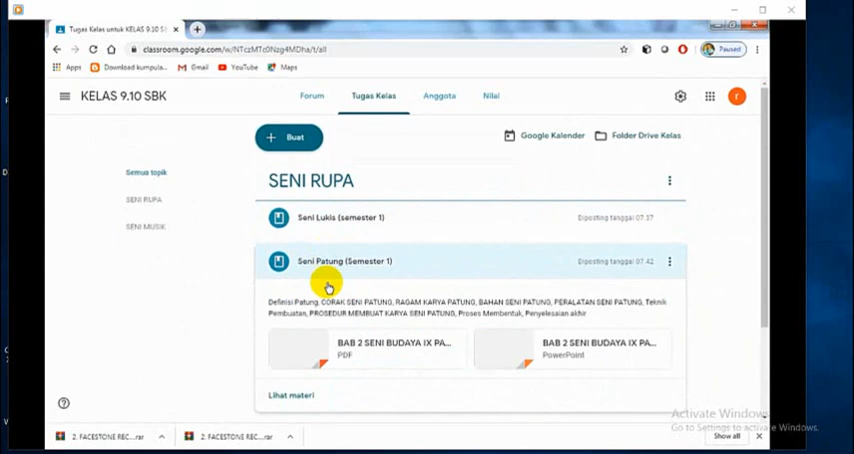 Tugas Kelas untuk KELAS 9.10 S
classroom.google.com/w/NTczMTc0Nzg4MDha/t/all
Paused
Apps
Download kumpula...
Gmail
YouTube
Maps
KELAS 9.10 SBK
Forum
Tugas Kelas
Anggota
Nilai
r
Buat
Google Kalender
Folder Drive Kelas
Semua topik
SENI RUPA
SENI MUSIK
SENI RUPA
Seni Lukis (semester 1)
Diposting tanggal 07.37
Seni Patung (Semester 1)
Diposting tanggal 07.42
Definisi Patung, CORAK SENI PATUNG, RAGAM KARYA PATUNG, BAHAN SENI PATUNG, PERALATAN SENI PATUNG, Teknik
Pembuatan, PROSEDUR MEMBUAT KARYA SENI PATUNG, Proses Membentuk, Penyelesaian akhir
BAB 2 SENI BUDAYA IX PA...
PDF
BAB 2 SENI BUDAYA IX PA...
PowerPoint
Lihat materi
Activate Windows
Go to Settings to activate Windows.
2. FACESTONE REC....rar
2. FACESTONE REC....rar
Show all